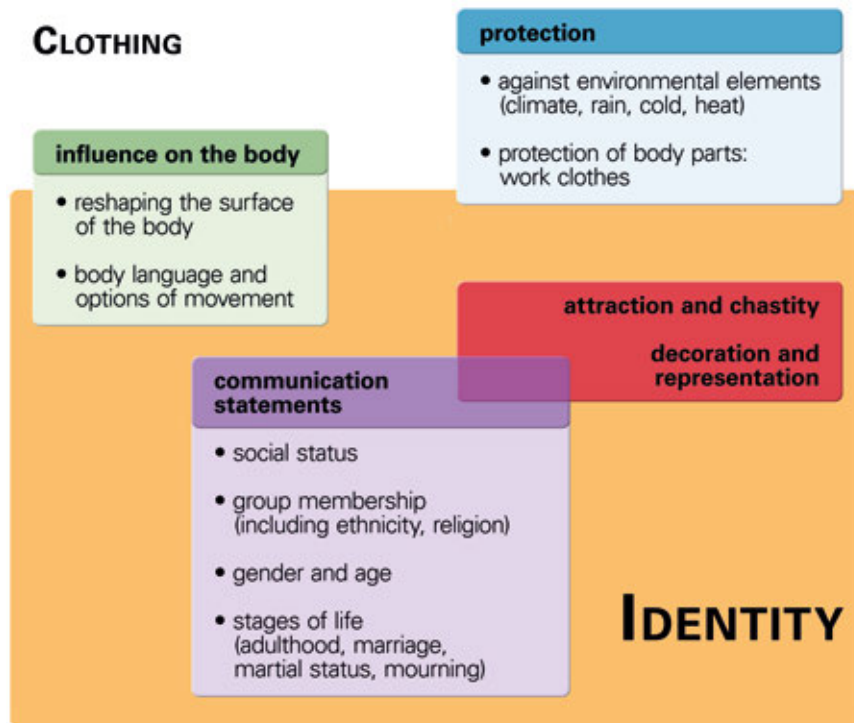 CLOTHING
protection
• against environmental elements
(climate, rain, cold, heat)
• protection of body parts:
work clothes
influence on the body
• reshaping the surface
of the body
• body language and
options of movement
attraction and chastity
decoration and
representation
communication
statements
• social status
• group membership
(including ethnicity, religion)
• gender and age
• stages of life
(adulthood, marriage,
martial status, mourning)
IDENTITY